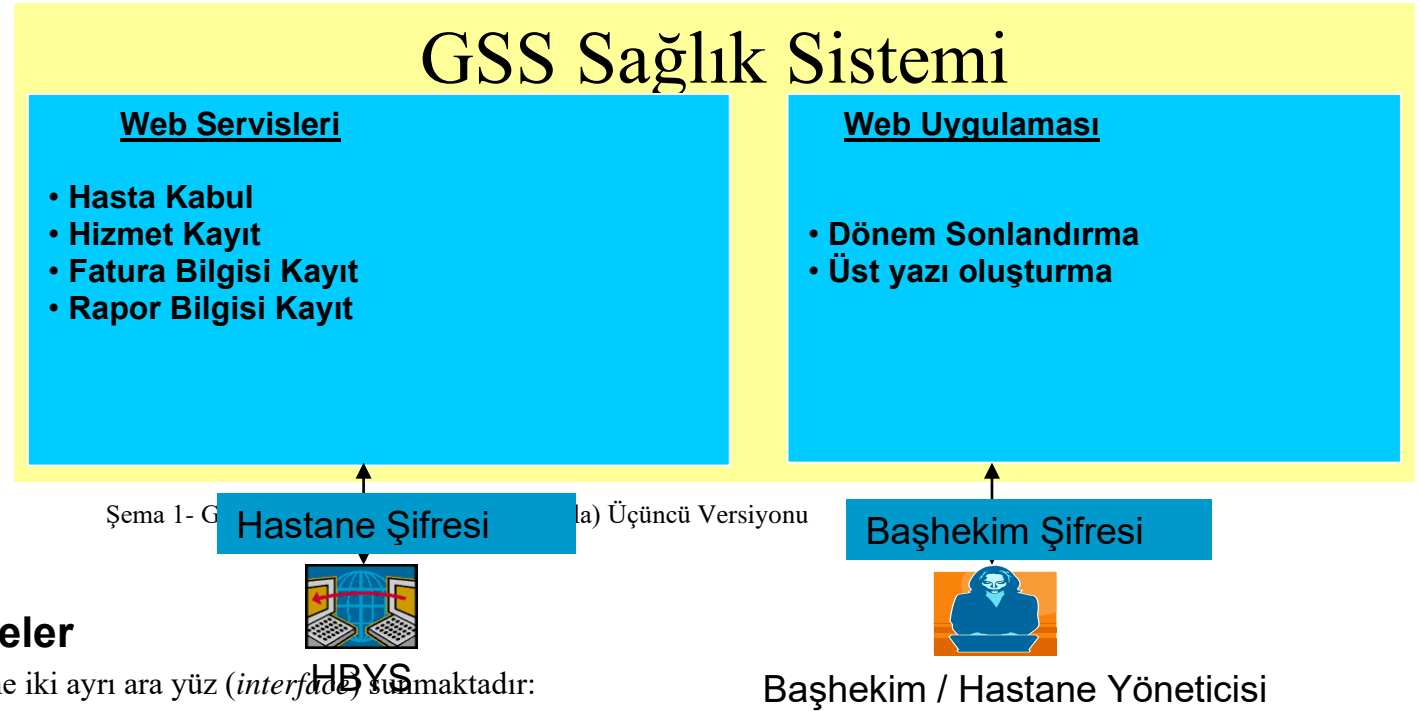 GSS Sağlık Sistemi
Web Servisleri
• Hasta Kabul
• Hizmet Kayıt
• Fatura Bilgisi Kayıt
• Rapor Bilgisi Kayıt
Web Uygulaması
• Dönem Sonlandırma
• Üst yazı oluşturma
Şema 1- G
la) Üçüncü Versiyonu
Hastane Şifresi
Başhekim Şifresi
eler
HBYS
e iki ayrı ara yüz (interface) sunmaktadır:
Başhekim / Hastane Yöneticisi